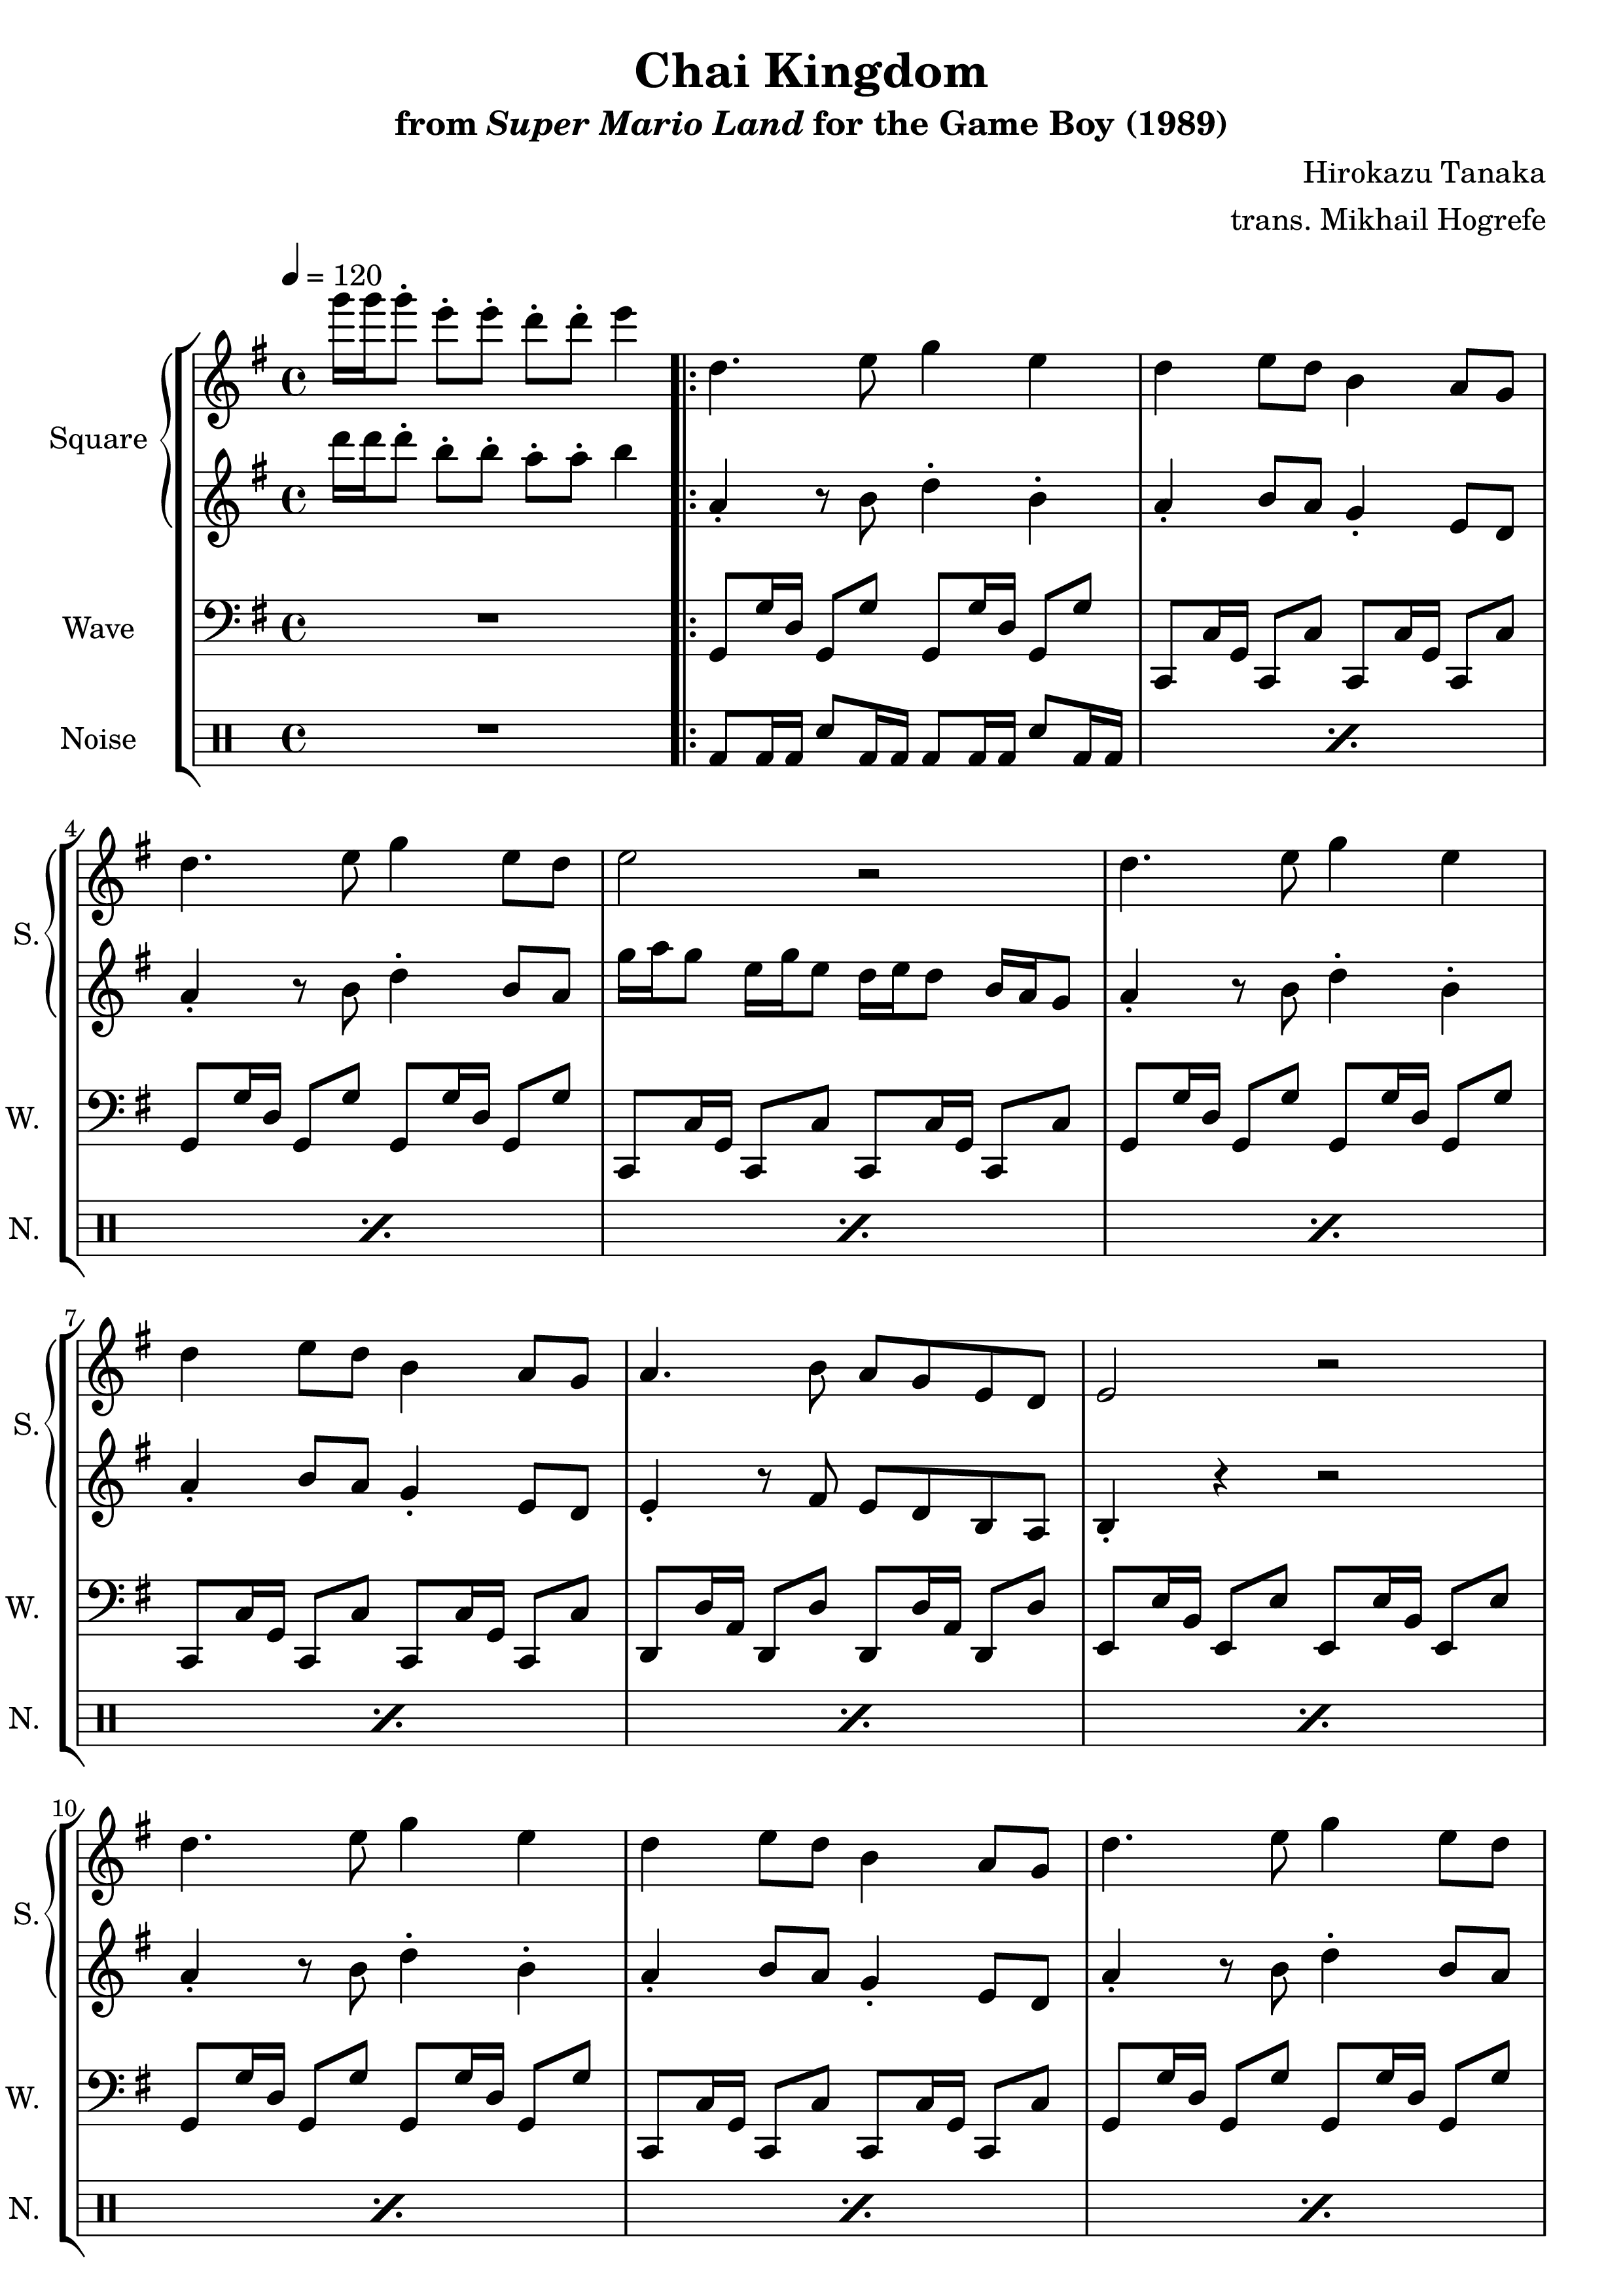 Chai Kingdom
from Super Mario Land for the Game Boy (1989)
Hirokazu Tanaka
trans. Mikhail Hogrefe
= 120
Square
Wave
Noise
4
S.
W.
N.
7
S.
W.
N.
10
S.
W.
N.